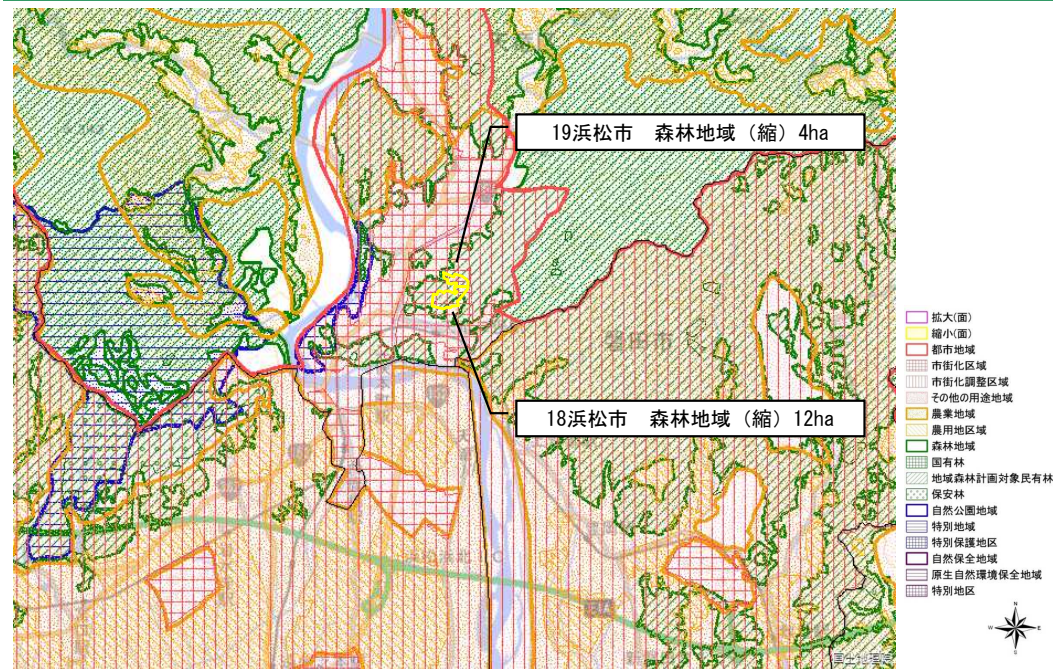 19浜松市 森林地域（縮）4ha
18浜松市 森林地域（縮）12ha
拡大(面)
縮小(面)
都市地域
市街化区域
市街化調整区域
その他の用途地域
農業地域
農用地区域
森林地域
国有林
地域森林計画対象民有林
保安林
自然公園地域
特別地域
特別保護地区
自然保全地域
原生自然環境保全地域
特別地区
N
W
E
S
国土地理院